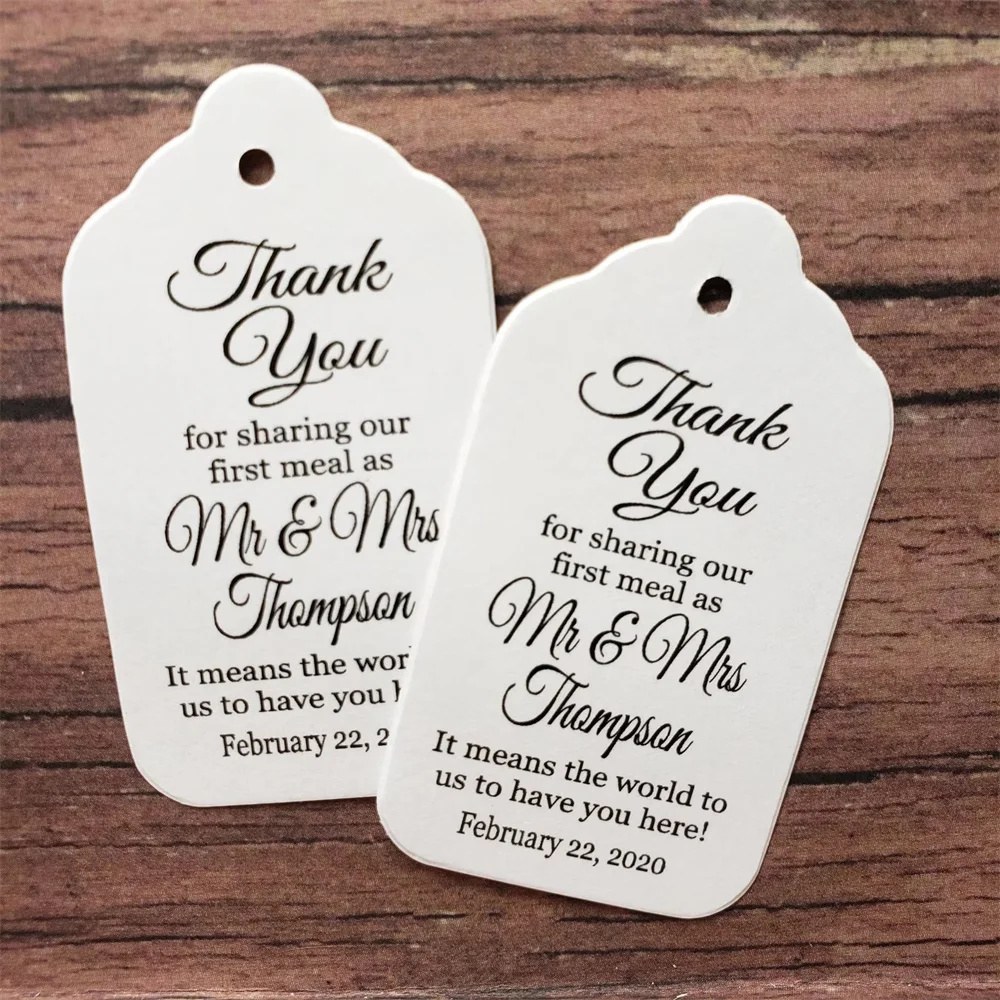 Thank
You
for sharing our
first meal as
Mr & Mrs
Thompson
It means the wor
us to have you
February 22, 2
Thank
You
for sharing our
first meal as
Mr & Mrs
Thompson
It means the world to
us to have you here!
February 22, 2020